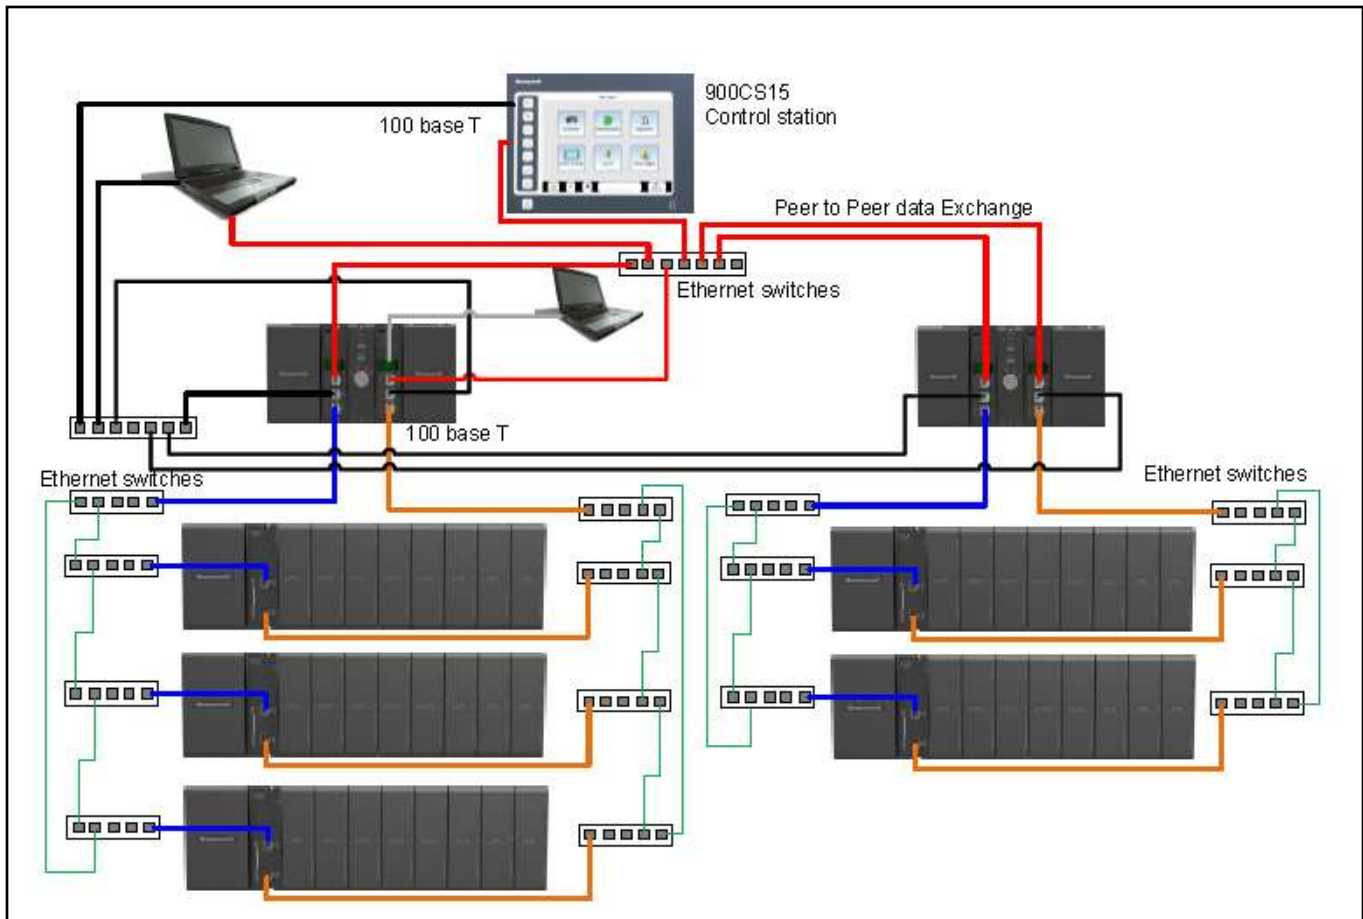 900CS15
Control station
100 base T
Peer to Peer data Exchange
Ethernet switches
100 base T
Ethernet switches
Ethernet switches